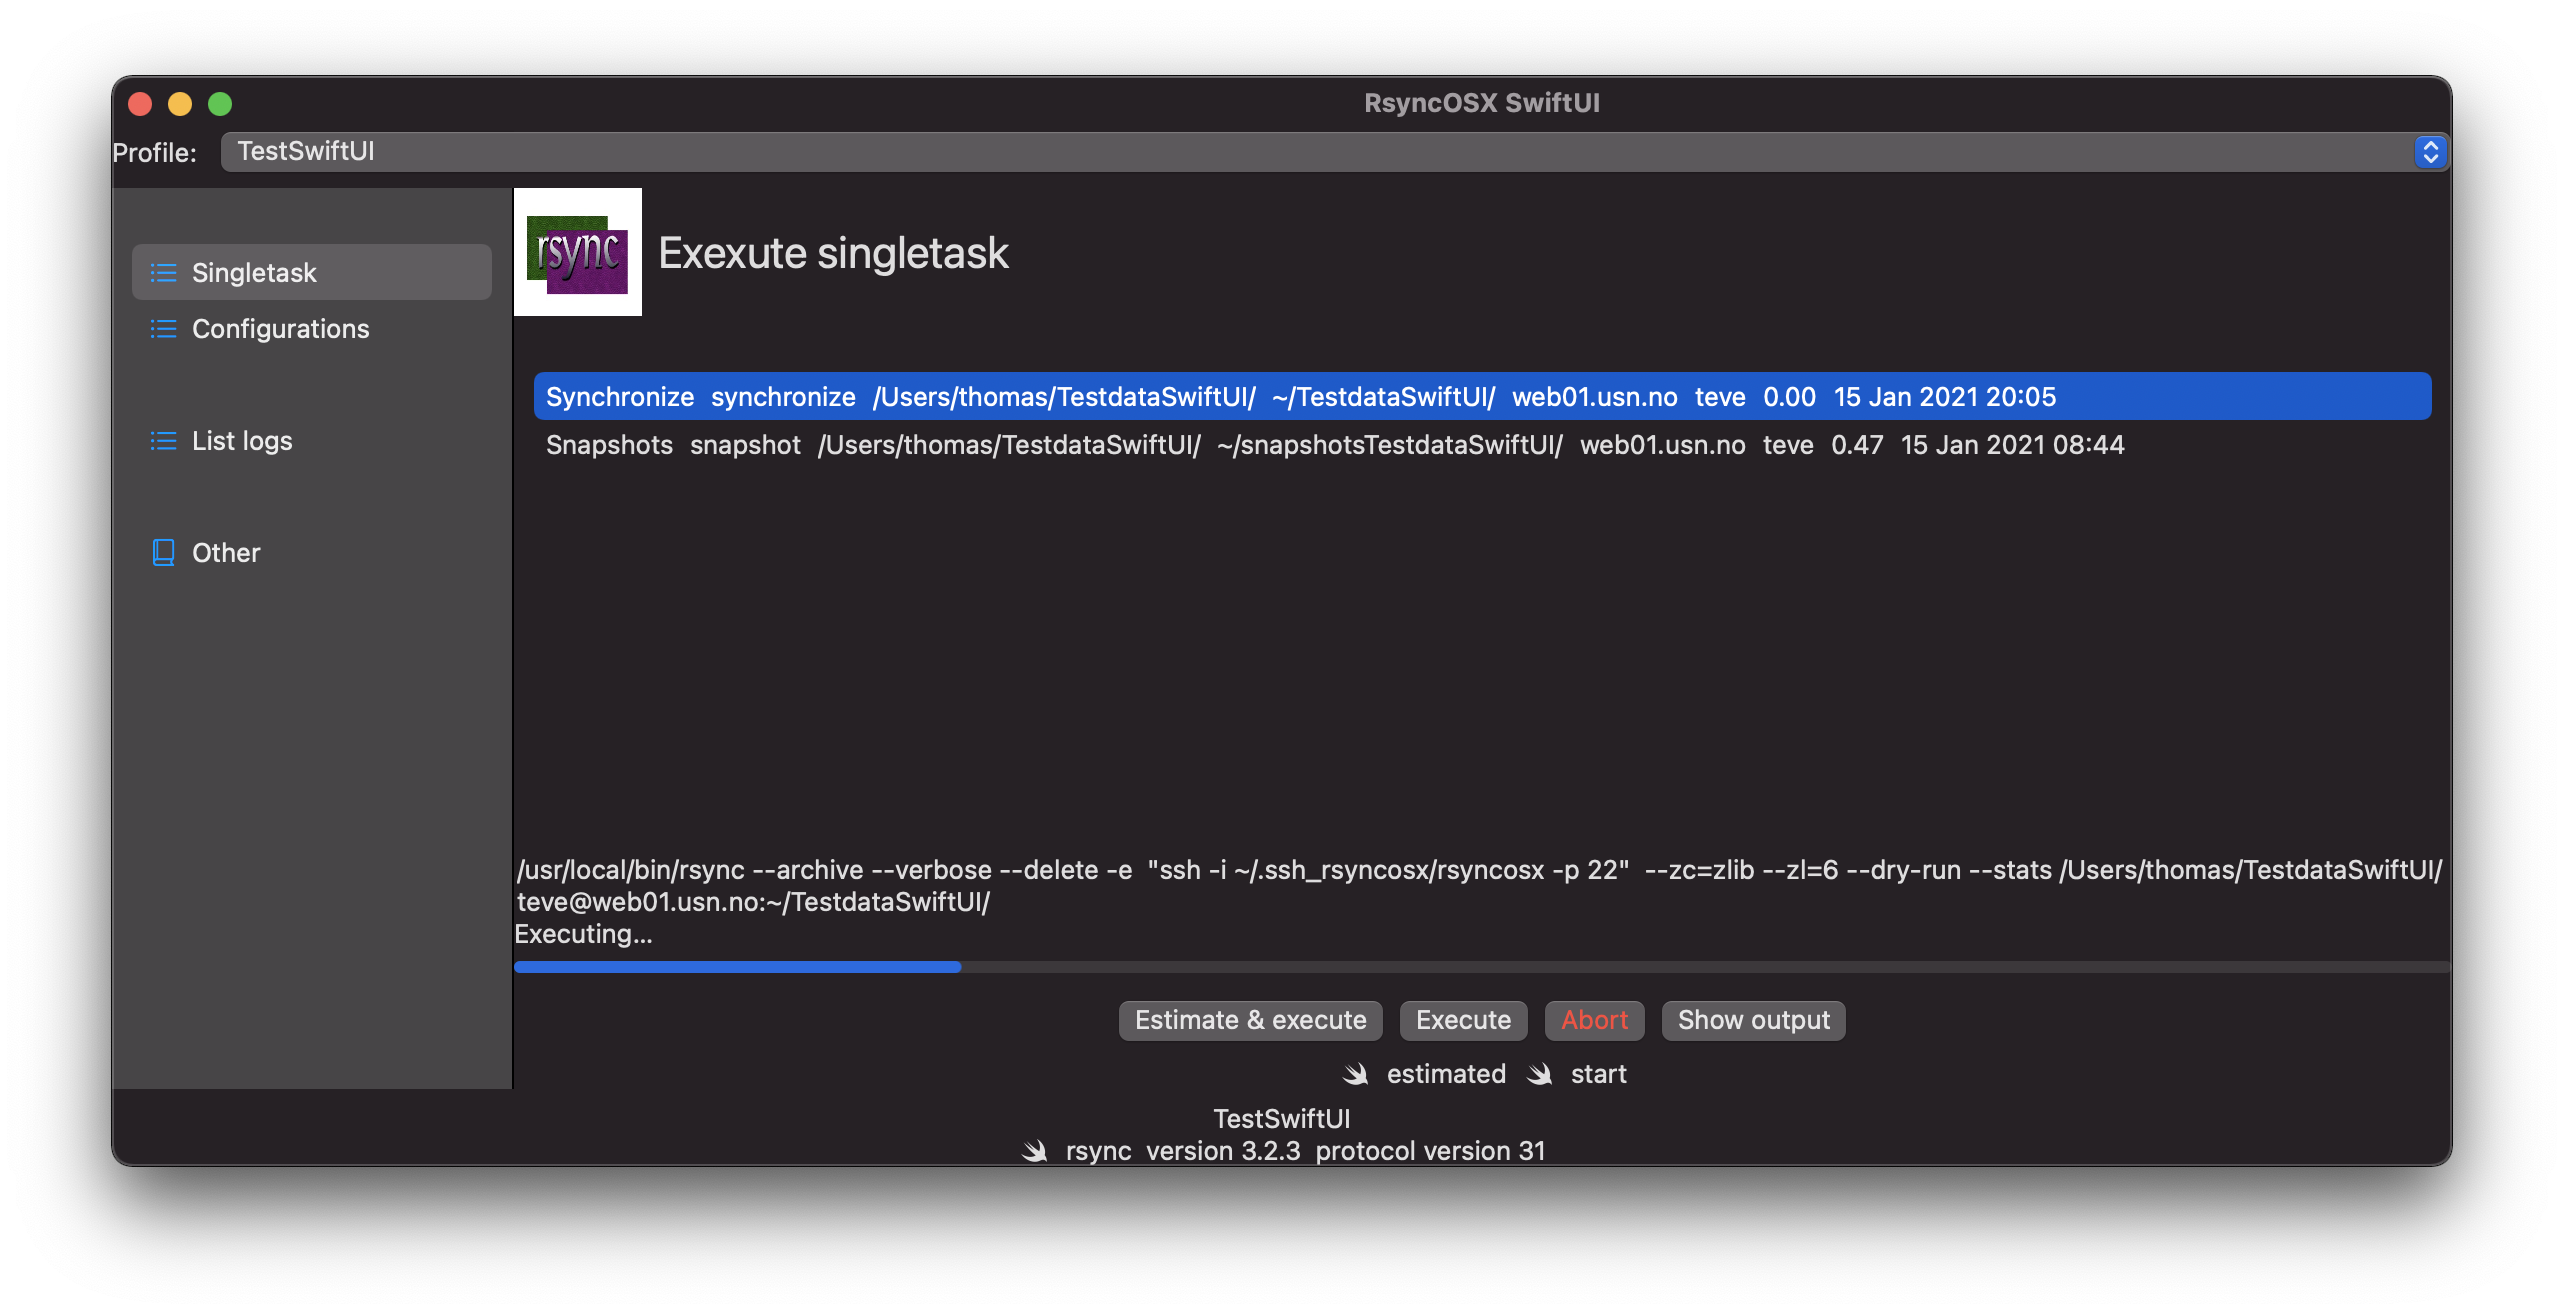 RsyncOSX SwiftUI
Profile: TestSwiftUI
rsync
Exexute singletask
Singletask
Configurations
List logs
Other
Synchronize synchronize /Users/thomas/TestdataSwiftUI/ ~/TestdataSwiftUI/ web01.usn.no teve 0.00 15 Jan 2021 20:05
Snapshots snapshot /Users/thomas/TestdataSwiftUI/ ~/snapshotsTestdataSwiftUI/ web01.usn.no teve 0.47 15 Jan 2021 08:44
/usr/local/bin/rsync --archive --verbose --delete -e "ssh -i ~/.ssh_rsyncosx/rsyncosx -p 22" --zc=zlib --zl=6 --dry-run --stats /Users/thomas/TestdataSwiftUI/
teve@web01.usn.no:~/TestdataSwiftUI/
Executing...
Estimate & execute Execute Abort Show output
estimated start
TestSwiftUI
rsync version 3.2.3 protocol version 31